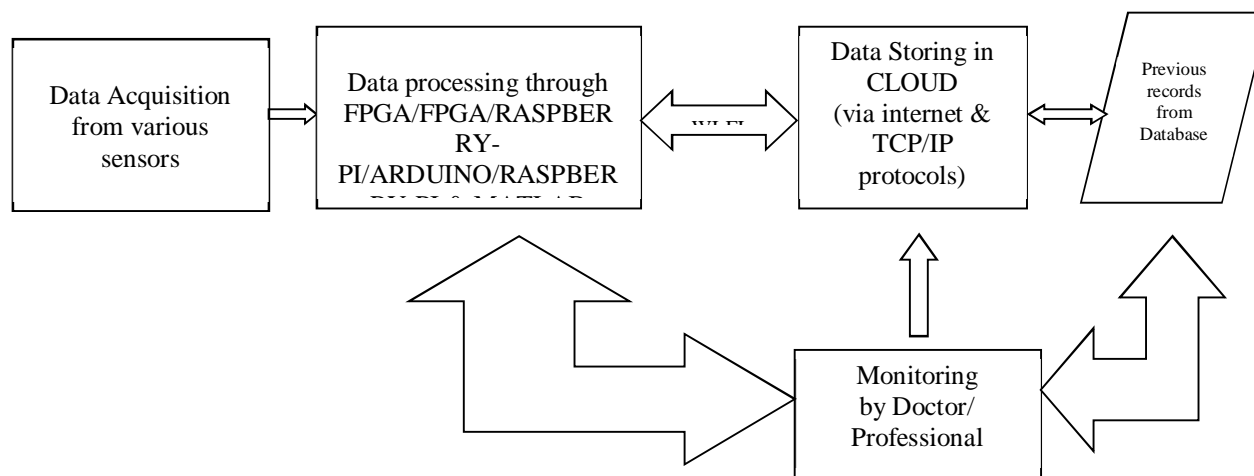 Data Acquisition
from various
sensors
Data processing through
FPGA/FPGA/RASPBER
RY-
PI/ARDUINO/RASPBER
Data Storing in
CLOUD
(via internet &
TCP/IP
protocols)
Previous
records
from
Database
Monitoring
by Doctor/
Professional